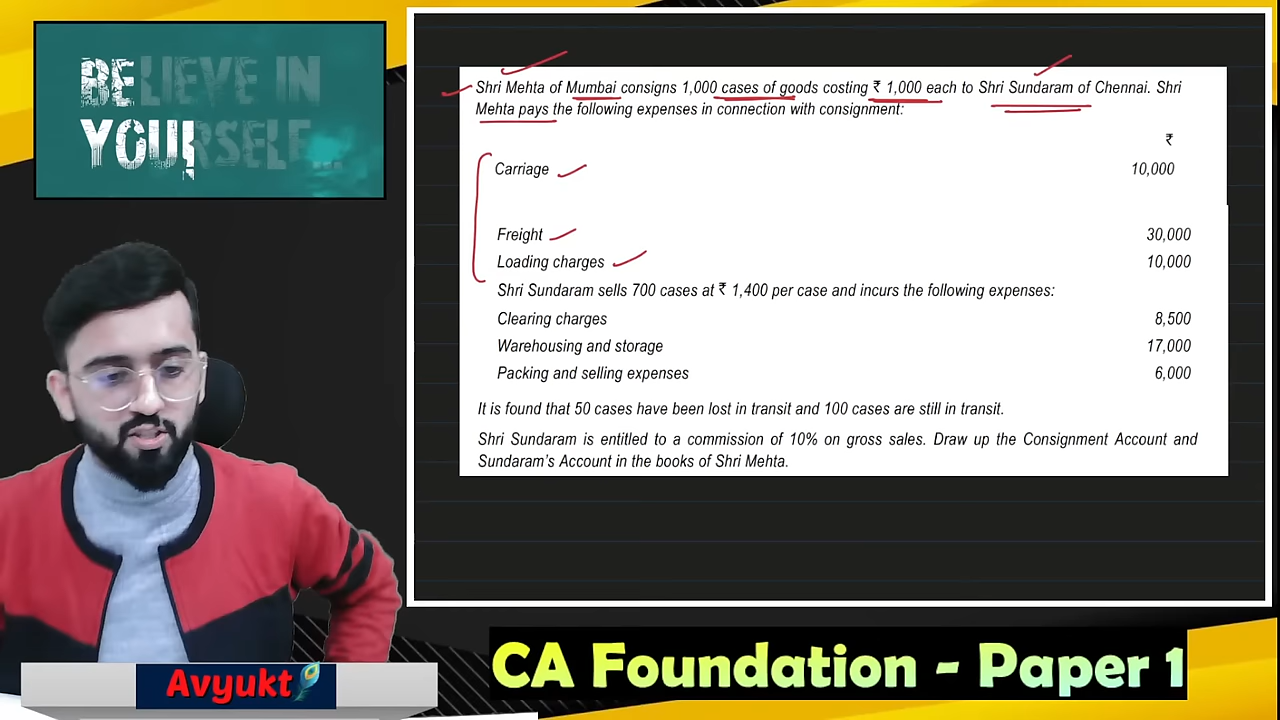 BELIEVE IN
YOURSELF...
Shri Mehta of Mumbai consigns 1,000 cases of goods costing ₹ 1,000 each to Shri Sundaram of Chennai. Shri
Mehta pays the following expenses in connection with consignment:
₹
Carriage 10,000
Freight 30,000
Loading charges 10,000
Shri Sundaram sells 700 cases at ₹ 1,400 per case and incurs the following expenses:
Clearing charges 8,500
Warehousing and storage 17,000
Packing and selling expenses 6,000
It is found that 50 cases have been lost in transit and 100 cases are still in transit.
Shri Sundaram is entitled to a commission of 10% on gross sales. Draw up the Consignment Account and
Sundaram's Account in the books of Shri Mehta.
Avyukt
CA Foundation - Paper 1